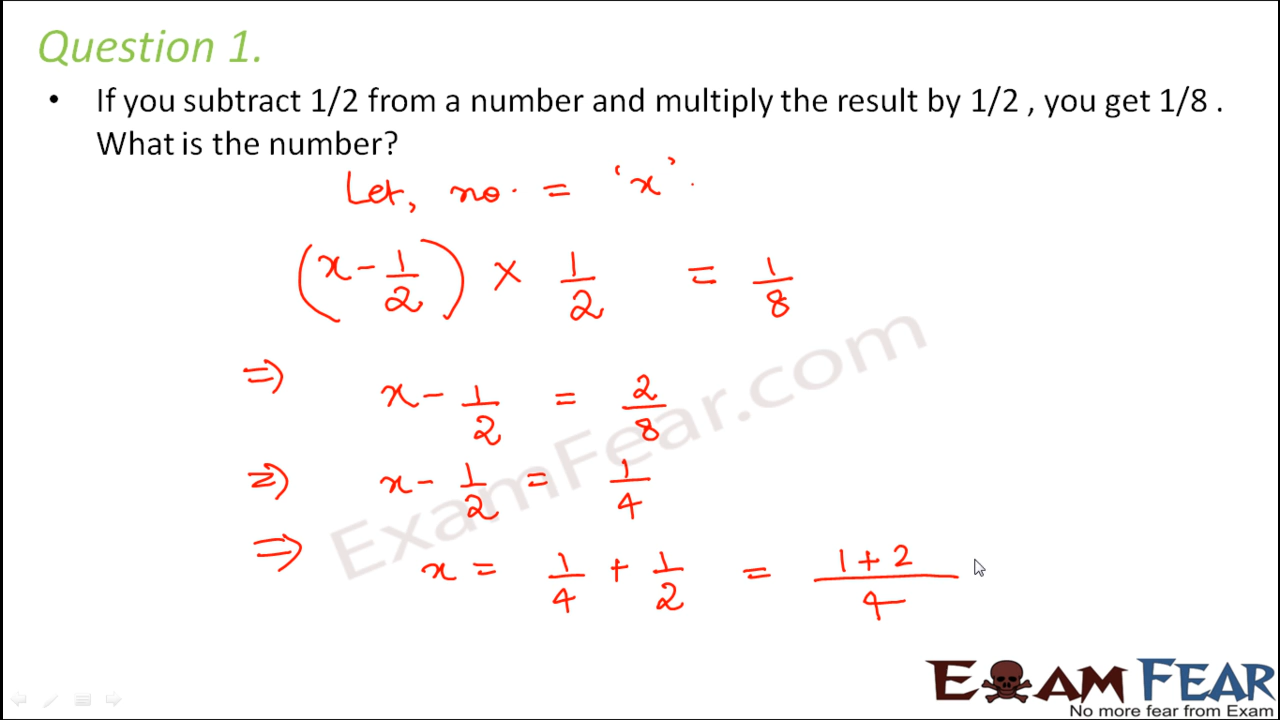 Question 1.
• If you subtract 1/2 from a number and multiply the result by 1/2 , you get 1/8 .
What is the number?
Let, no. = 'x'.
(x - 1/2) × 1/2 = 1/8
⇒ x - 1/2 = 2/8
⇒ x - 1/2 = 1/4
⇒ x = 1/4 + 1/2 = (1+2)/4
ExamFear.com
EXAMFEAR
No more fear from Exam